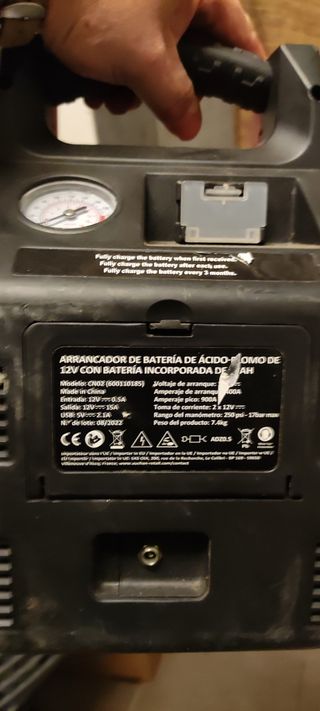 Fully charge the battery when first received.
Fully charge the battery after each use.
Fully charge the battery every 3 months.
ARRANCADOR DE BATERÍA DE ÁCIDO-PLOMO DE
12V CON BATERÍA INCORPORADA DE AH
Modelo: CN02 (600110185)
Made in China
Entrada: 12V 0.5A
Salida: 12V 15A
USB: 5V 2.1A
N° de lote: 08/2022
Voltaje de arranque:
Amperaje de arranque: 400A
Amperaje pico: 900A
Toma de corriente: 2 x 12V
Rango del manómetro: 250 psi - 17bar max
Peso del producto: 7.4kg
CE
Pb